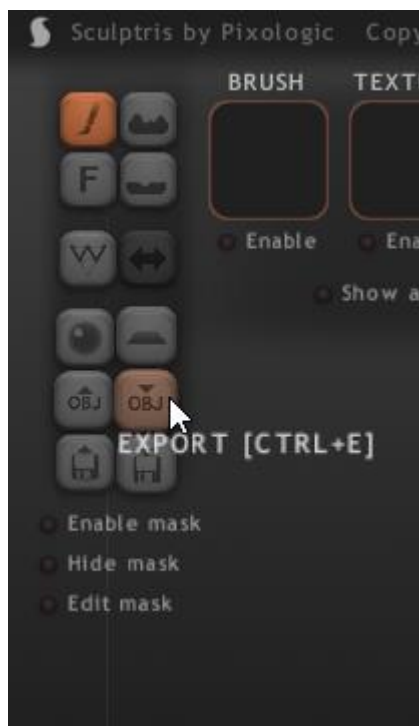 Sculptris by Pixologic Copy
BRUSH TEXT
F
Enable Ena
W
Show a
OBJ OBJ
EXPORT [CTRL+E]
Enable mask
Hide mask
Edit mask